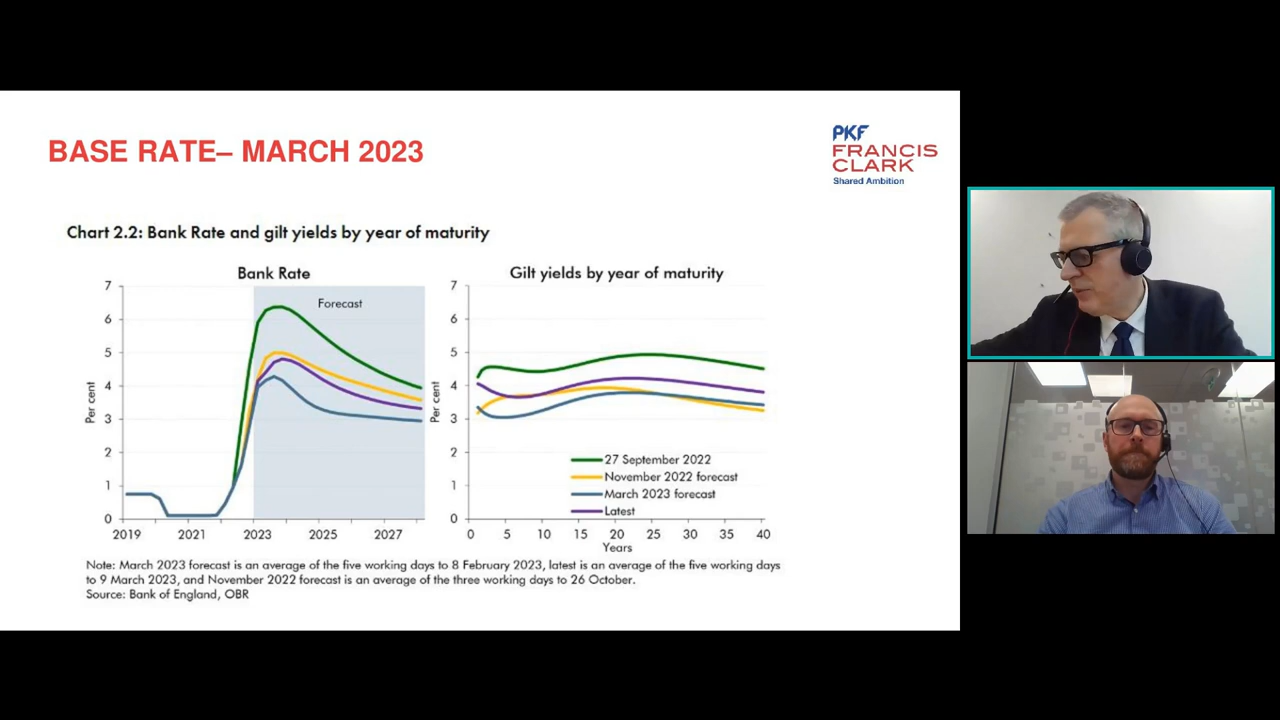 BASE RATE– MARCH 2023
PKF
FRANCIS
CLARK
Shared Ambition
Chart 2.2: Bank Rate and gilt yields by year of maturity
Bank Rate
Gilt yields by year of maturity
7
6
5
4
3
2
1
0
Per cent
Forecast
2019
2021
2023
2025
2027
7
6
5
4
3
2
1
0
Per cent
27 September 2022
November 2022 forecast
March 2023 forecast
Latest
0
5
10
15
20
25
30
35
40
Years
Note: March 2023 forecast is an average of the five working days to 8 February 2023, latest is an average of the five working days
to 9 March 2023, and November 2022 forecast is an average of the three working days to 26 October.
Source: Bank of England, OBR